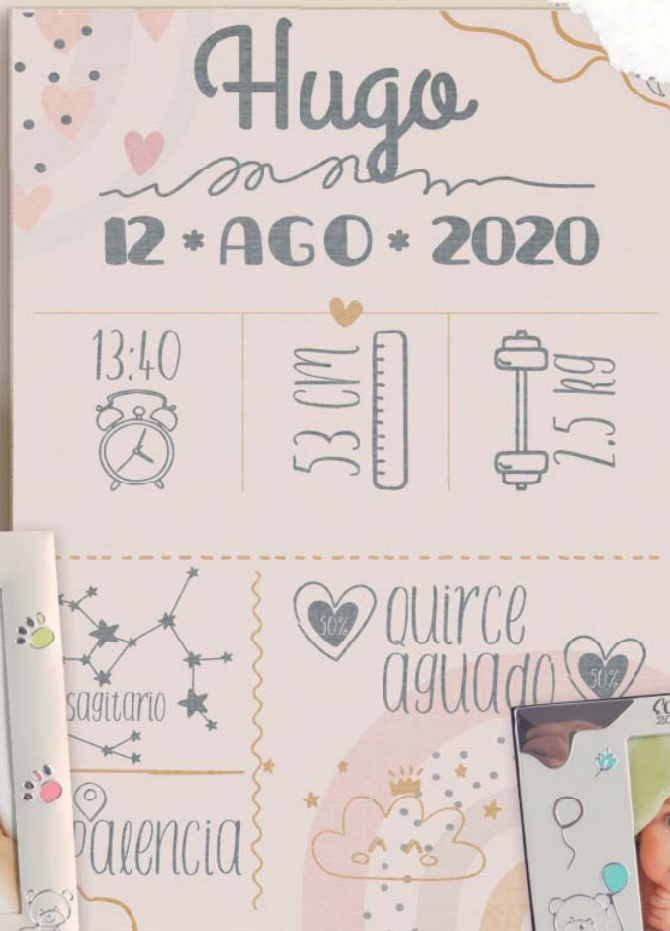 Hugo
12 * AGO * 2020
13:40
53 CM
2.5 kg
50%
quirce
aguado
50%
sagitario
Palencia